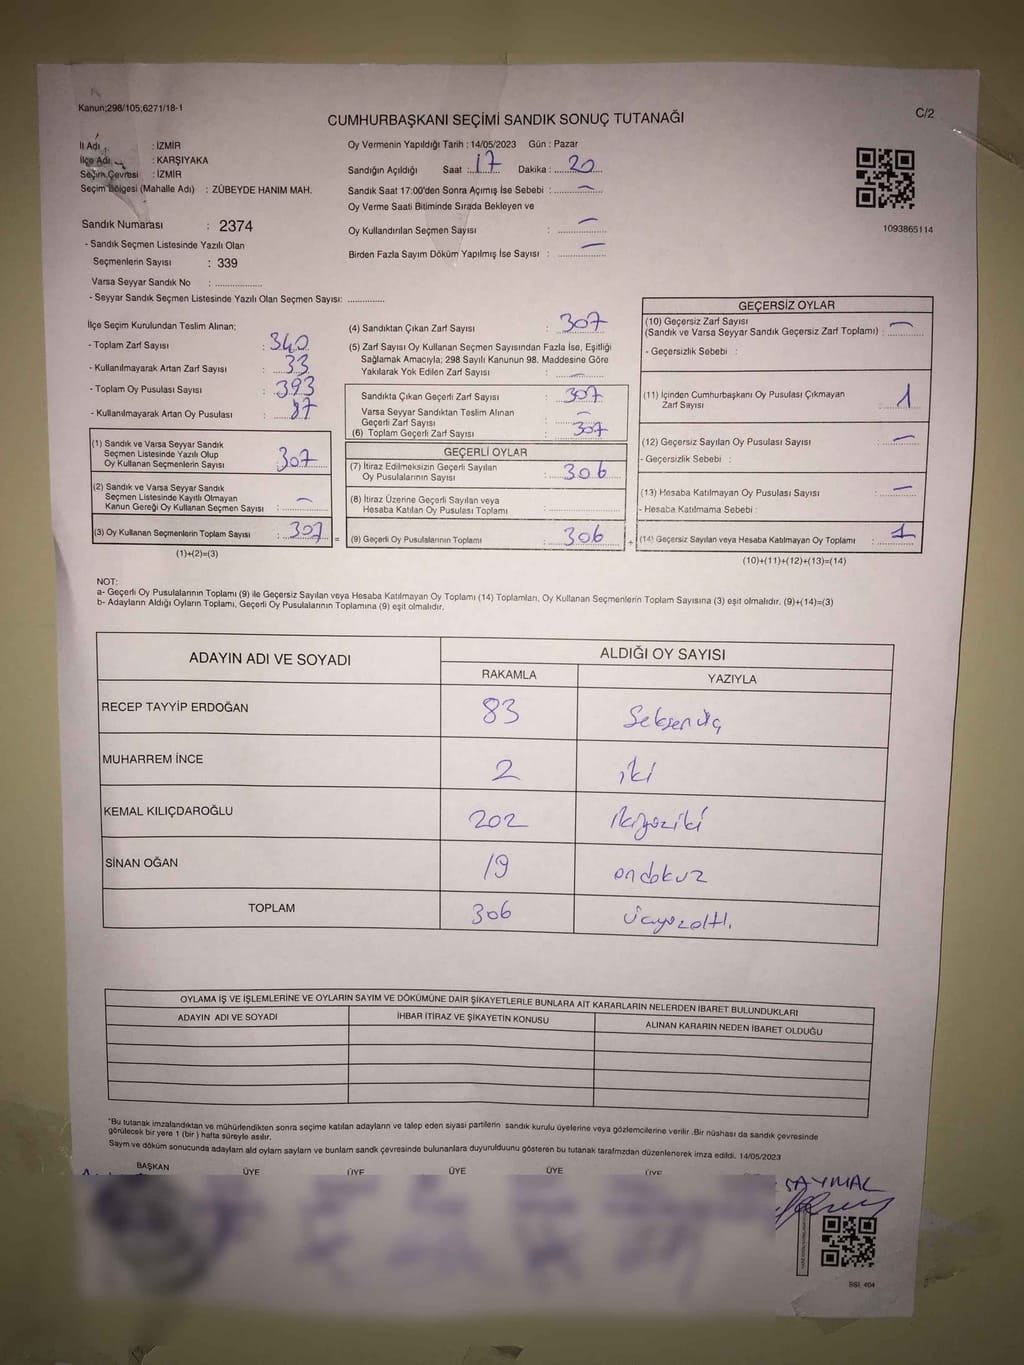 Kanun;298/105;6271/18-1
C/2
CUMHURBAŞKANI SEÇİMİ SANDIK SONUÇ TUTANAĞI
İl Adı : İZMİR
İlçe Adı : KARŞIYAKA
Seçim Çevresi : İZMİR
Seçim Bölgesi (Mahalle Adı) : ZÜBEYDE HANIM MAH.
Oy Vermenin Yapıldığı Tarih : 14/05/2023 Gün : Pazar
Sandığın Açıldığı Saat : 17 Dakika : 20
Sandık Saat 17:00'den Sonra Açımış İse Sebebi : —
Oy Verme Saati Bitiminde Sırada Bekleyen ve
Oy Kullandırılan Seçmen Sayısı : —
Birden Fazla Sayım Döküm Yapılmış İse Sayısı : —
1093865114
Sandık Numarası : 2374
- Sandık Seçmen Listesinde Yazılı Olan
Seçmenlerin Sayısı : 339
Varsa Seyyar Sandık No : ...............
- Seyyar Sandık Seçmen Listesinde Yazılı Olan Seçmen Sayısı: ...............
İlçe Seçim Kurulundan Teslim Alınan;
- Toplam Zarf Sayısı : 340
- Kullanılmayarak Artan Zarf Sayısı : 33
- Toplam Oy Pusulası Sayısı : 393
- Kullanılmayarak Artan Oy Pusulası : 87
(1) Sandık ve Varsa Seyyar Sandık
Seçmen Listesinde Yazılı Olup
Oy Kullanan Seçmenlerin Sayısı : 307
(2) Sandık ve Varsa Seyyar Sandık
Seçmen Listesinde Kayıtlı Olmayan
Kanun Gereği Oy Kullanan Seçmen Sayısı : —
(3) Oy Kullanan Seçmenlerin Toplam Sayısı : 307 =
(1)+(2)=(3)
(4) Sandıktan Çıkan Zarf Sayısı : 307
(5) Zarf Sayısı Oy Kullanan Seçmen Sayısından Fazla İse, Eşitliği
Sağlamak Amacıyla; 298 Sayılı Kanunun 98. Maddesine Göre
Yakılarak Yok Edilen Zarf Sayısı : —
Sandıkta Çıkan Geçerli Zarf Sayısı : 307
Varsa Seyyar Sandıktan Teslim Alınan
Geçerli Zarf Sayısı : —
(6) Toplam Geçerli Zarf Sayısı : 307
GEÇERLİ OYLAR
(7) İtiraz Edilmeksizin Geçerli Sayılan
Oy Pusulalarının Sayısı : 306
(8) İtiraz Üzerine Geçerli Sayılan veya
Hesaba Katılan Oy Pusulası Toplamı : ...............
(9) Geçerli Oy Pusulalarının Toplamı : 306 +
GEÇERSİZ OYLAR
(10) Geçersiz Zarf Sayısı
(Sandık ve Varsa Seyyar Sandık Geçersiz Zarf Toplamı) : —
- Geçersizlik Sebebi :
(11) İçinden Cumhurbaşkanı Oy Pusulası Çıkmayan
Zarf Sayısı : 1
(12) Geçersiz Sayılan Oy Pusulası Sayısı : —
- Geçersizlik Sebebi :
(13) Hesaba Katılmayan Oy Pusulası Sayısı : —
- Hesaba Katılmama Sebebi :
(14) Geçersiz Sayılan veya Hesaba Katılmayan Oy Toplamı : 1
(10)+(11)+(12)+(13)=(14)
NOT:
a- Geçerli Oy Pusulalarının Toplamı (9) ile Geçersiz Sayılan veya Hesaba Katılmayan Oy Toplamı (14) Toplamları, Oy Kullanan Seçmenlerin Toplam Sayısına (3) eşit olmalıdır. (9)+(14)=(3)
b- Adayların Aldığı Oyların Toplamı, Geçerli Oy Pusulalarının Toplamına (9) eşit olmalıdır.
ADAYIN ADI VE SOYADI
ALDIĞI OY SAYISI
RAKAMLA YAZIYLA
RECEP TAYYİP ERDOĞAN 83 Seksenüç
MUHARREM İNCE 2 iki
KEMAL KILIÇDAROĞLU 202 ikiyüziki
SİNAN OĞAN 19 ondokuz
TOPLAM 306 üçyüzaltı
OYLAMA İŞ VE İŞLEMLERİNE VE OYLARIN SAYIM VE DÖKÜMÜNE DAİR ŞİKAYETLERLE BUNLARA AİT KARARLARIN NELERDEN İBARET BULUNDUKLARI
ADAYIN ADI VE SOYADI İHBAR İTİRAZ VE ŞİKAYETİN KONUSU ALINAN KARARIN NEDEN İBARET OLDUĞU
*Bu tutanak imzalandıktan ve mühürlendikten sonra seçime katılan adayların ve talep eden siyasi partilerin sandık kurulu üyelerine veya gözlemcilerine verilir .Bir nüshası da sandık çevresinde
görülecek bir yere 1 (bir ) hafta süreyle asılır.
Sayım ve döküm sonucunda adaylam ald oylam saylam ve bunlam sandk çevresinde bulunanlara duyurulduunu gösteren bu tutanak tarafmzdan düzenlenerek imza edildi. 14/05/2023
BAŞKAN ÜYE ÜYE ÜYE ÜYE ÜYE
SAYMAL
BSI_404